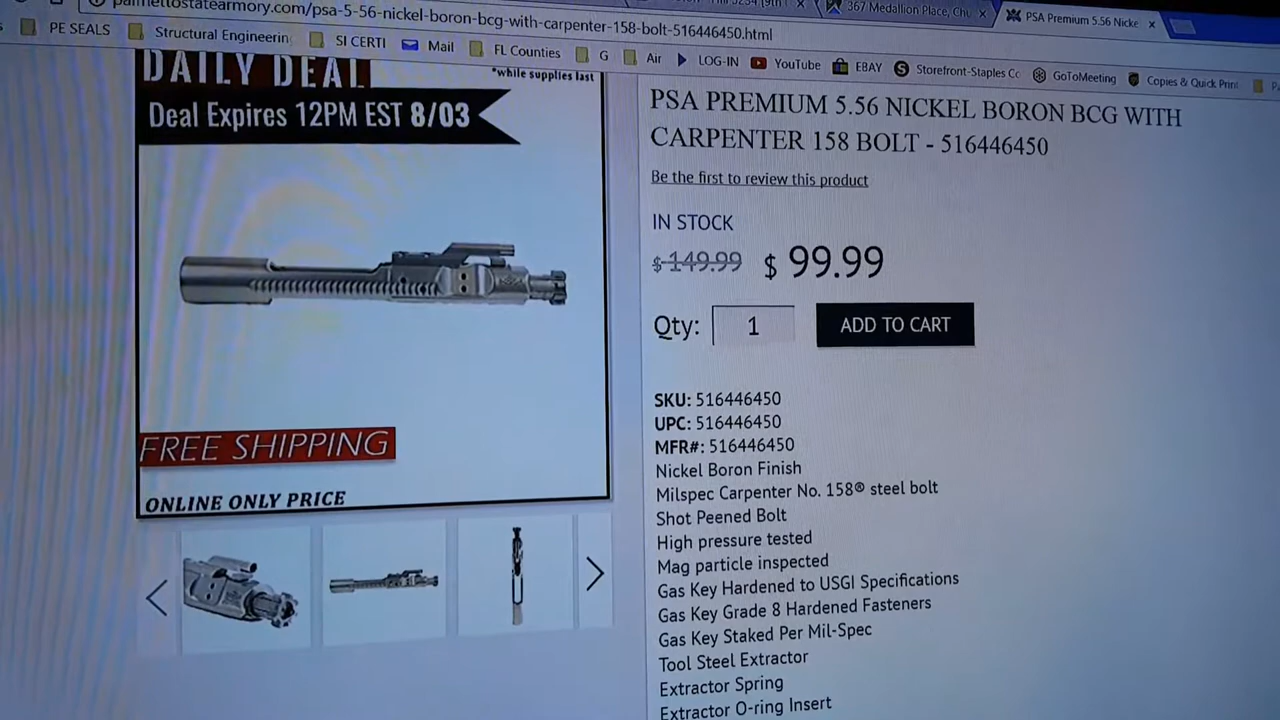 367 Medallion Place, Chu
PSA Premium 5.56 Nicke
palmettostatearmory.com/psa-5-56-nickel-boron-bcg-with-carpenter-158-bolt-516446450.html
PE SEALS
Structural Engineerin
SI CERTI
Mail
FL Counties
G
Air
LOG-IN
YouTube
EBAY
Storefront-Staples Co
GoToMeeting
Copies & Quick Print
DAILY DEAL
*while supplies last
Deal Expires 12PM EST 8/03
FREE SHIPPING
ONLINE ONLY PRICE
PSA PREMIUM 5.56 NICKEL BORON BCG WITH
CARPENTER 158 BOLT - 516446450
Be the first to review this product
IN STOCK
$ 149.99 $ 99.99
Qty: 1 ADD TO CART
SKU: 516446450
UPC: 516446450
MFR#: 516446450
Nickel Boron Finish
Milspec Carpenter No. 158® steel bolt
Shot Peened Bolt
High pressure tested
Mag particle inspected
Gas Key Hardened to USGI Specifications
Gas Key Grade 8 Hardened Fasteners
Gas Key Staked Per Mil-Spec
Tool Steel Extractor
Extractor Spring
Extractor O-ring Insert